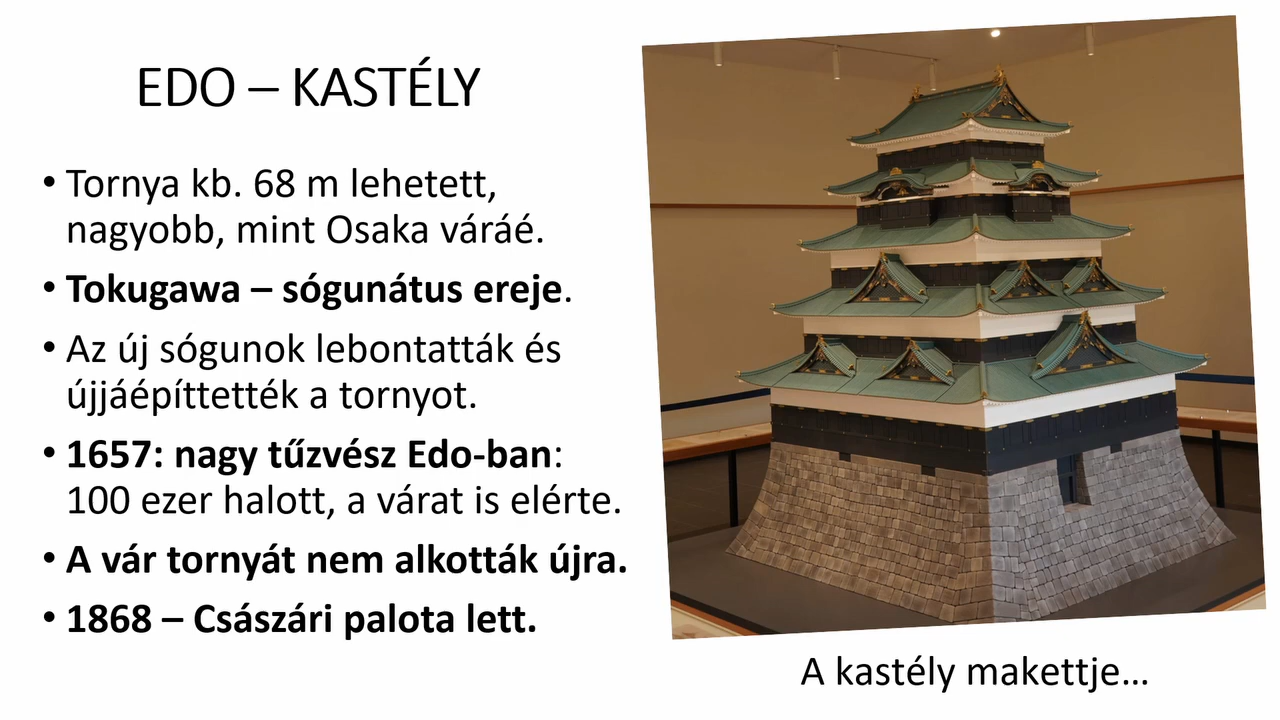 EDO – KASTÉLY
• Tornya kb. 68 m lehetett,
nagyobb, mint Osaka váráé.
• Tokugawa – sógunátus ereje.
• Az új sógunok lebontatták és
újjáépíttették a tornyot.
• 1657: nagy tűzvész Edo-ban:
100 ezer halott, a várat is elérte.
• A vár tornyát nem alkották újra.
• 1868 – Császári palota lett.
A kastély makettje…